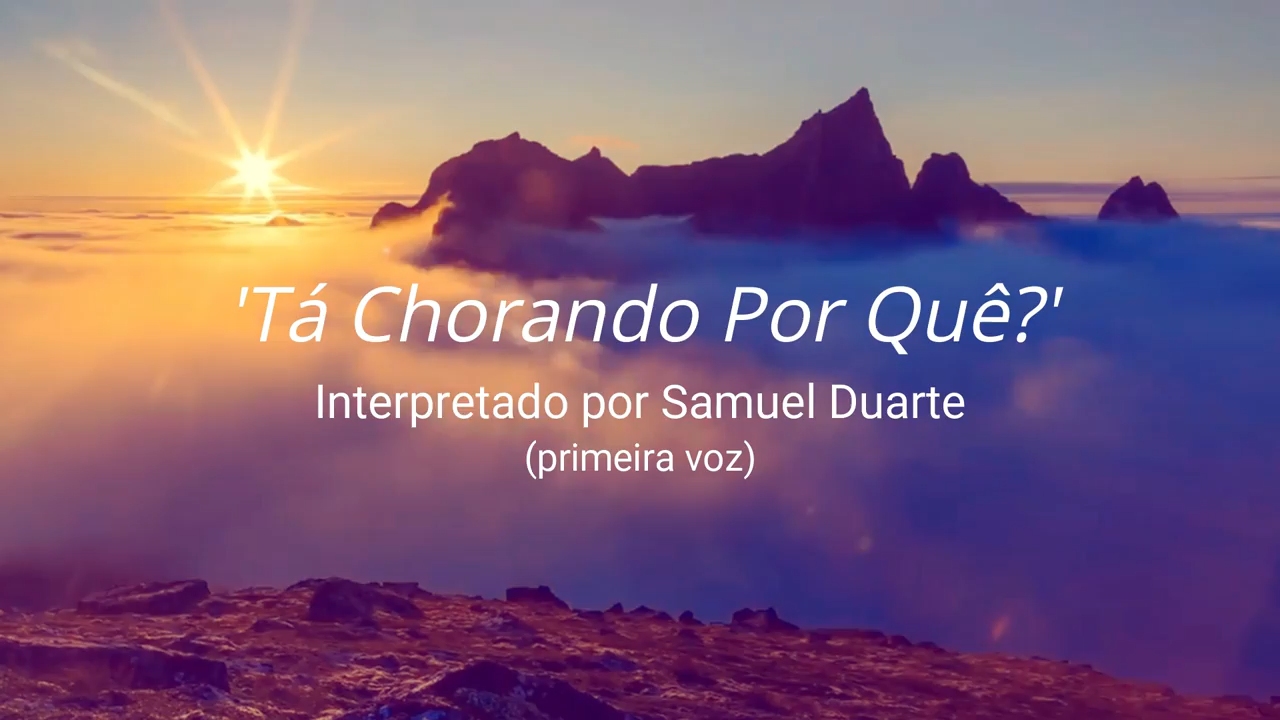 'Tá Chorando Por Quê?'
Interpretado por Samuel Duarte
(primeira voz)